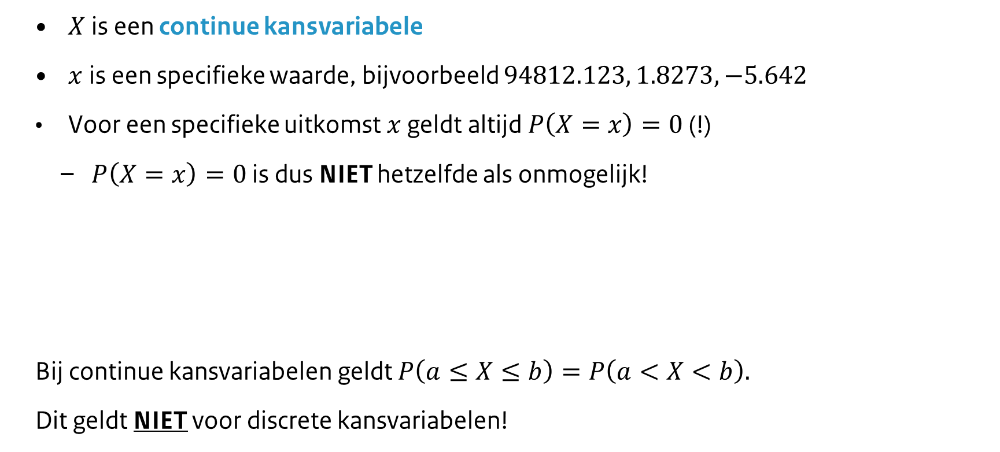 • X is een continue kansvariabele
• x is een specifieke waarde, bijvoorbeeld 94812.123, 1.8273, −5.642
• Voor een specifieke uitkomst x geldt altijd P(X = x) = 0 (!)
– P(X = x) = 0 is dus NIET hetzelfde als onmogelijk!
Bij continue kansvariabelen geldt P(a ≤ X ≤ b) = P(a < X < b).
Dit geldt NIET voor discrete kansvariabelen!